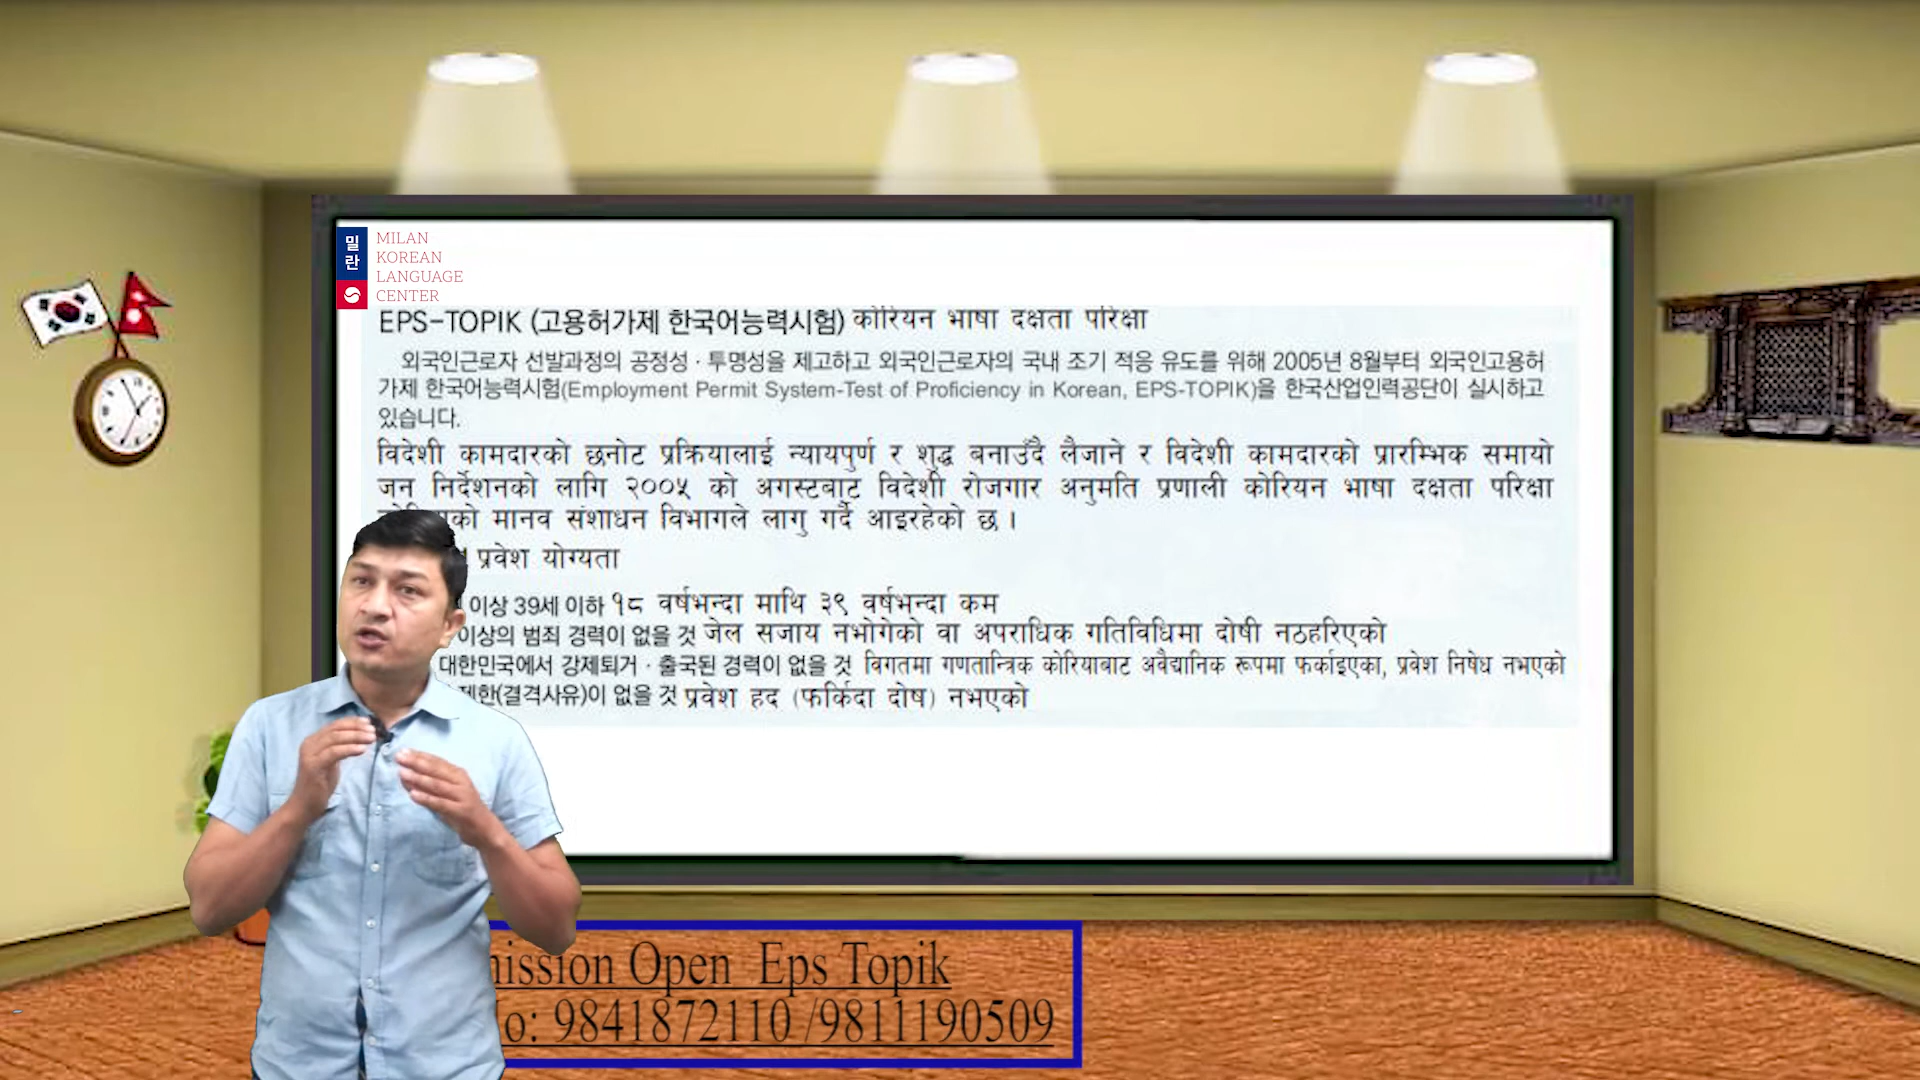 밀란
MILAN
KOREAN
LANGUAGE
CENTER
EPS-TOPIK (고용허가제 한국어능력시험) कोरियन भाषा दक्षता परिक्षा
외국인근로자 선발과정의 공정성 · 투명성을 제고하고 외국인근로자의 국내 조기 적응 유도를 위해 2005년 8월부터 외국인고용허
가제 한국어능력시험(Employment Permit System-Test of Proficiency in Korean, EPS-TOPIK)을 한국산업인력공단이 실시하고
있습니다.
विदेशी कामदारको छनोट प्रक्रियालाई न्यायपुर्ण र शुद्ध बनाउँदै लैजाने र विदेशी कामदारको प्रारम्भिक समायो
जन निर्देशनको लागि २००५ को अगस्टबाट विदेशी रोजगार अनुमति प्रणाली कोरियन भाषा दक्षता परिक्षा
मानव संशाधन विभागले लागु गर्दै आइरहेको छ ।
प्रवेश योग्यता
이상 39세 이하 १८ वर्षभन्दा माथि ३९ वर्षभन्दा कम
이상의 범죄 경력이 없을 것 जेल सजाय नभोगेको वा अपराधिक गतिविधिमा दोषी नठहरिएको
대한민국에서 강제퇴거 · 출국된 경력이 없을 것 विगतमा गणतान्त्रिक कोरियाबाट अवैद्यानिक रूपमा फर्काइएका, प्रवेश निषेध नभएको
제한(결격사유)이 없을 것 प्रवेश हद (फर्किदा दोष) नभएको
Open Eps Topik
9841872110 /9811190509